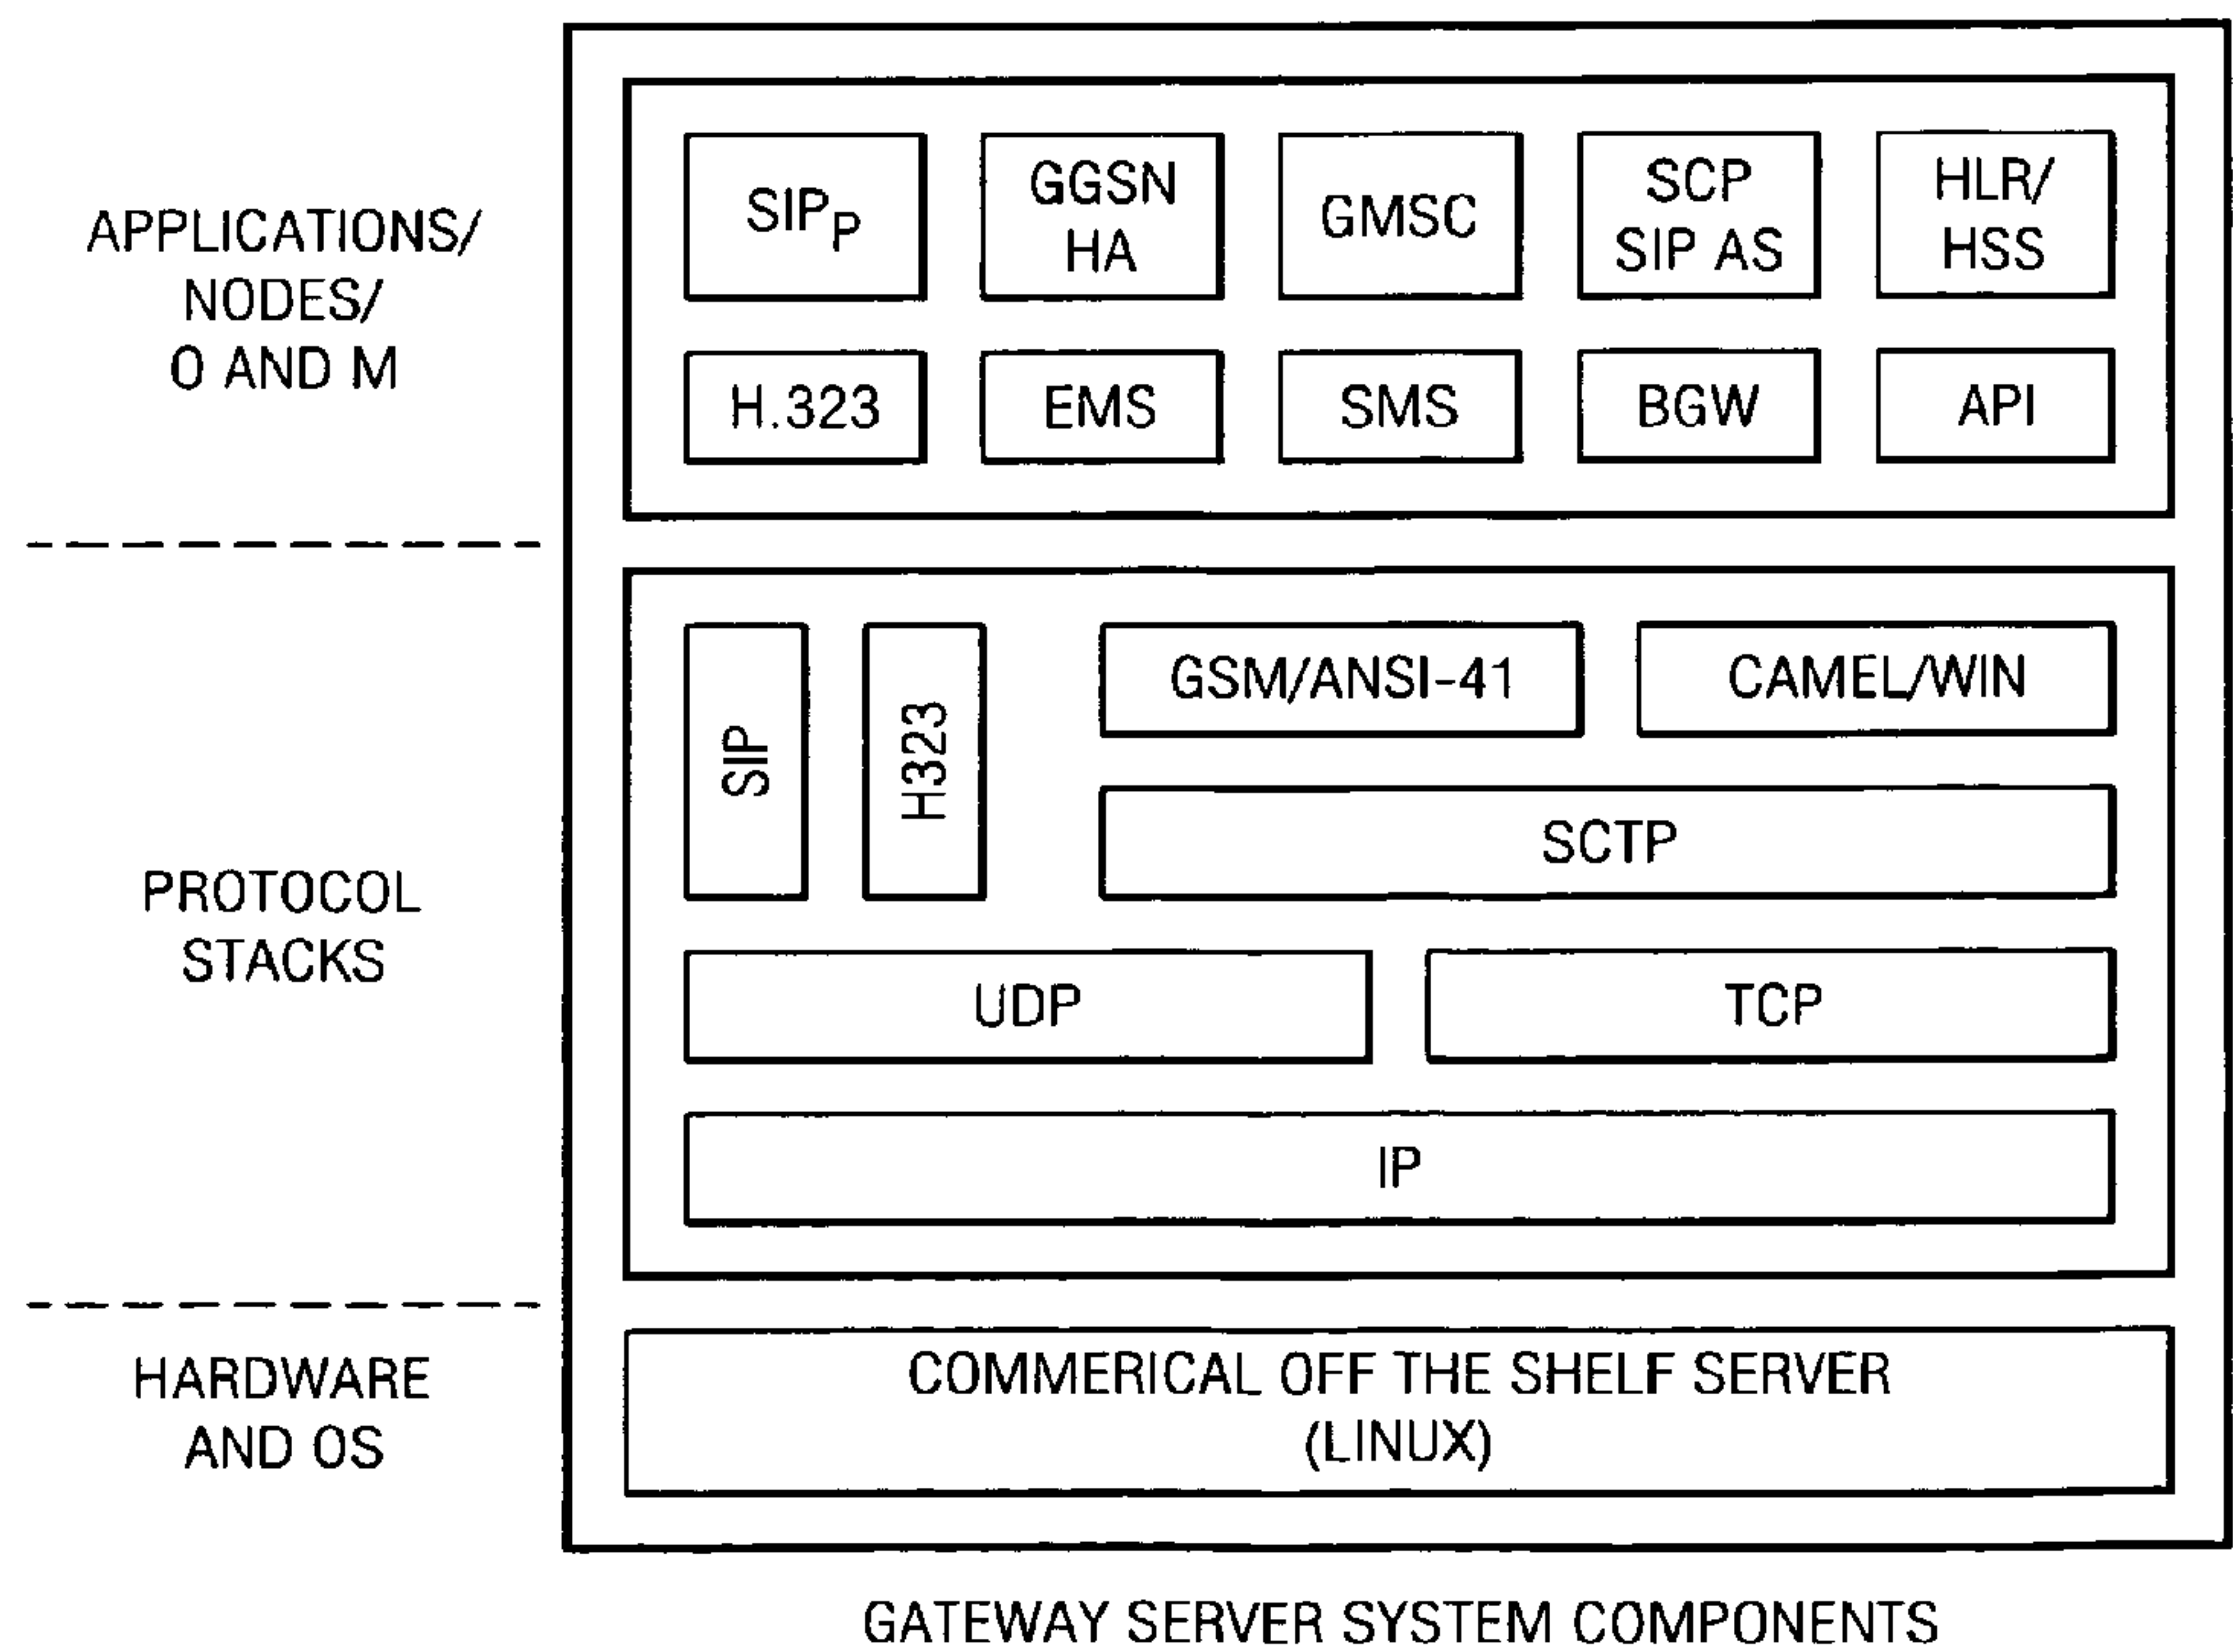 APPLICATIONS/
NODES/
O AND M
SIPP
GGSN
HA
GMSC
SCP
SIP AS
HLR/
HSS
H.323
EMS
SMS
BGW
API
PROTOCOL
STACKS
SIP
H323
GSM/ANSI-41
CAMEL/WIN
SCTP
UDP
TCP
IP
HARDWARE
AND OS
COMMERICAL OFF THE SHELF SERVER
(LINUX)
GATEWAY SERVER SYSTEM COMPONENTS